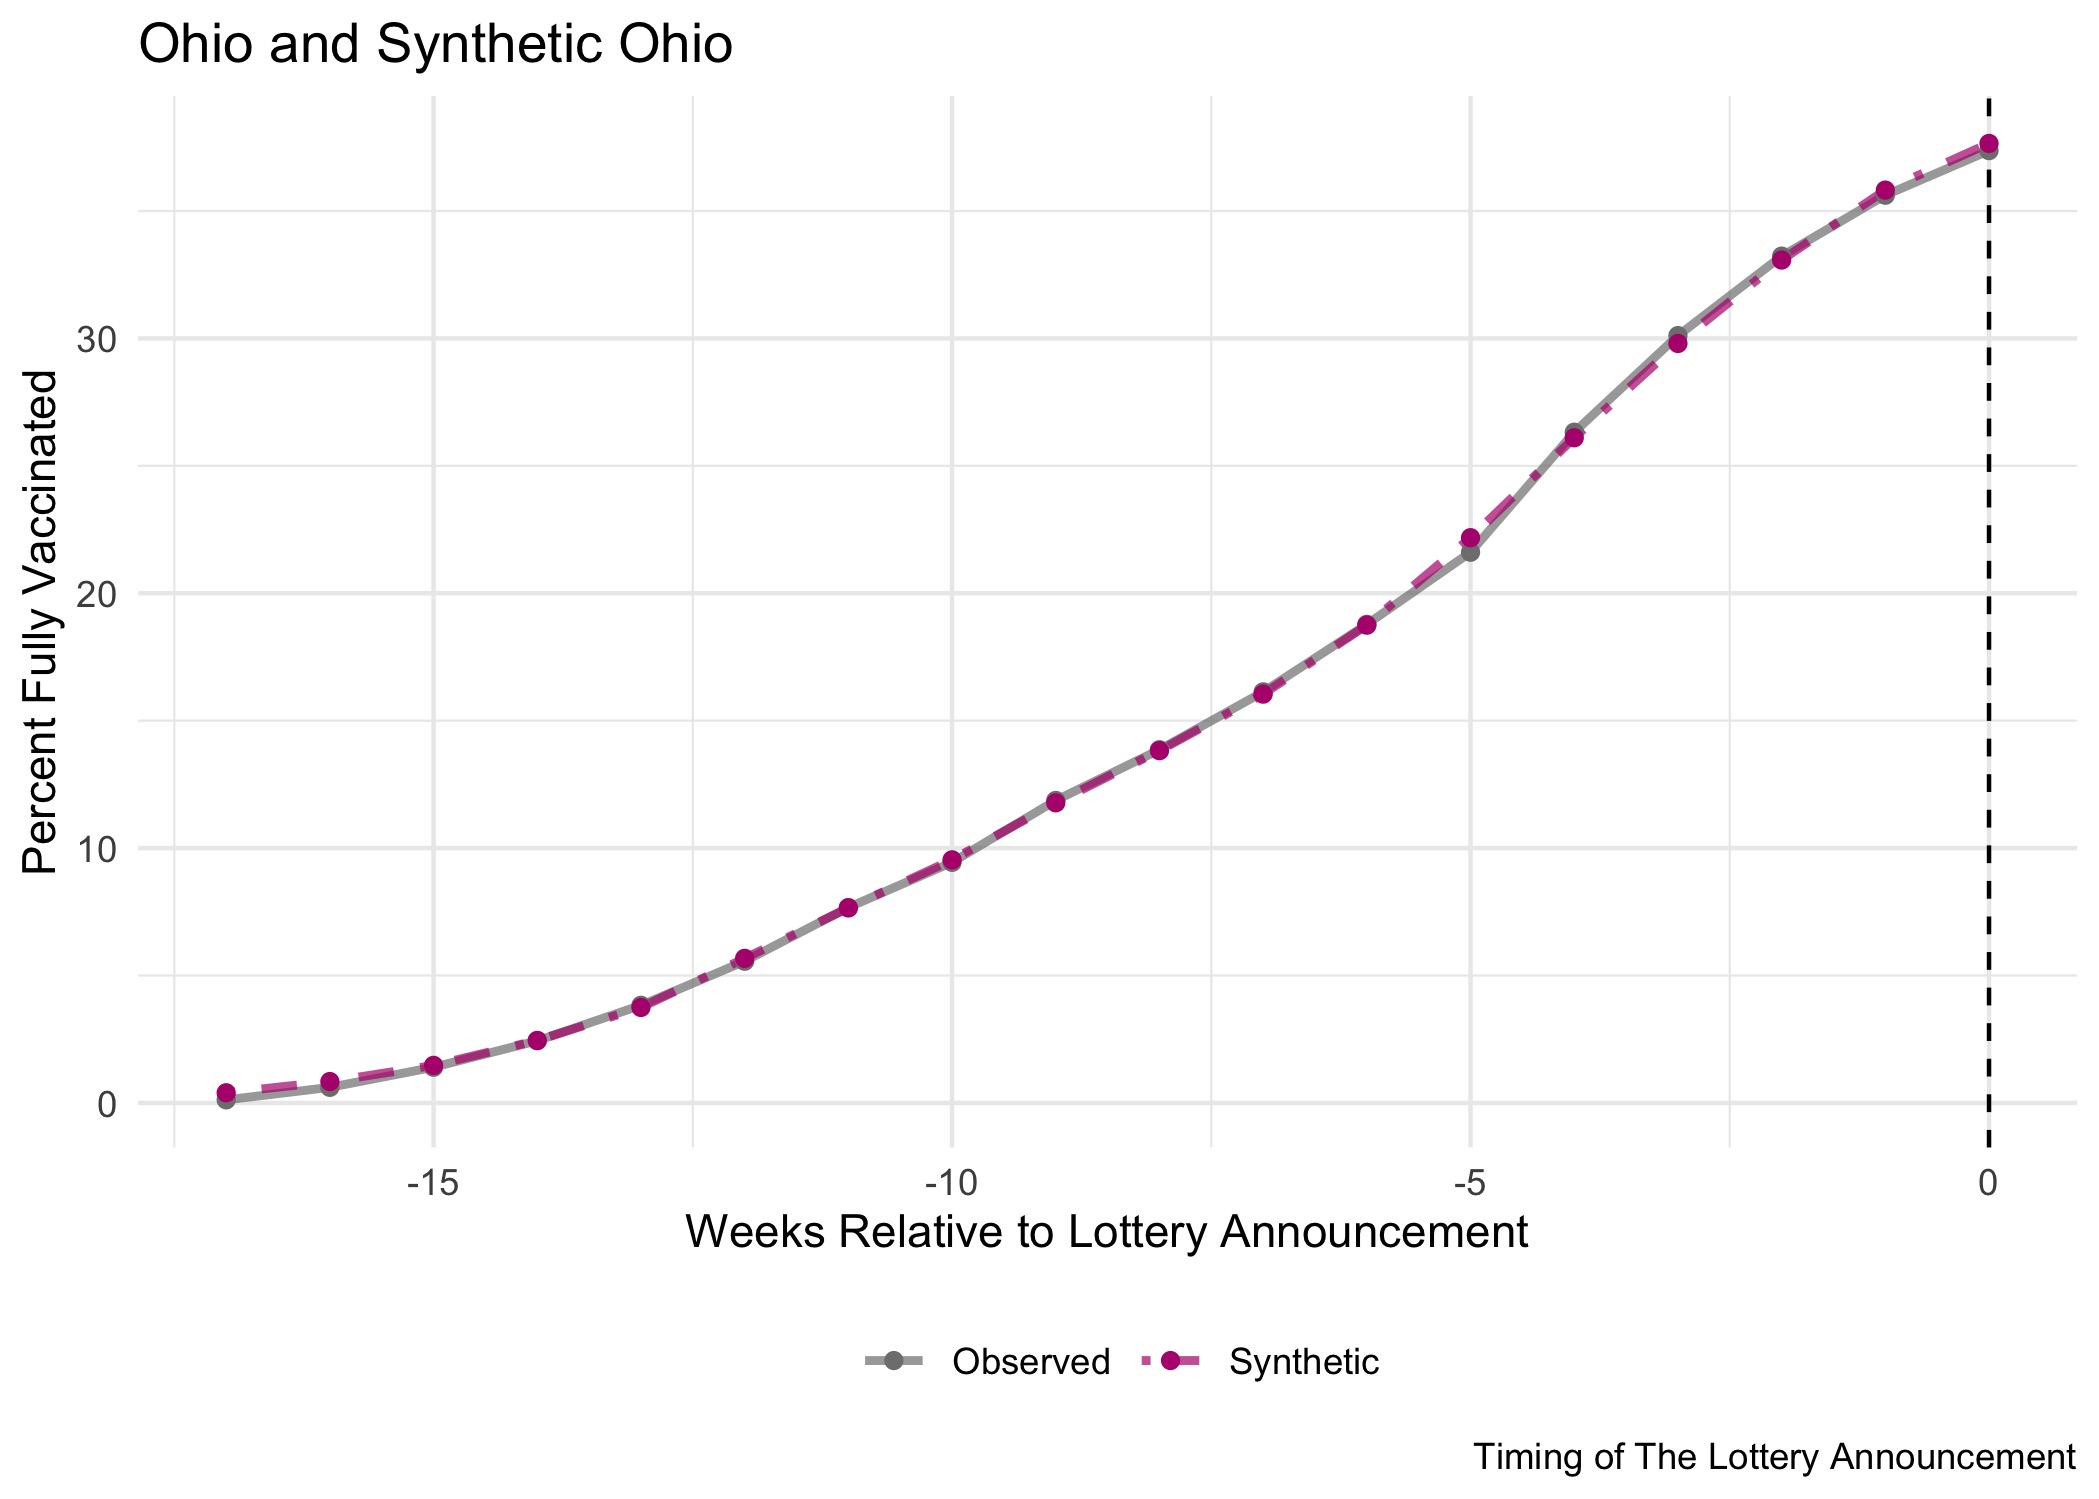 Ohio and Synthetic Ohio
Percent Fully Vaccinated
30
20
10
0
-15 -10 -5 0
Weeks Relative to Lottery Announcement
Observed Synthetic
Timing of The Lottery Announcement